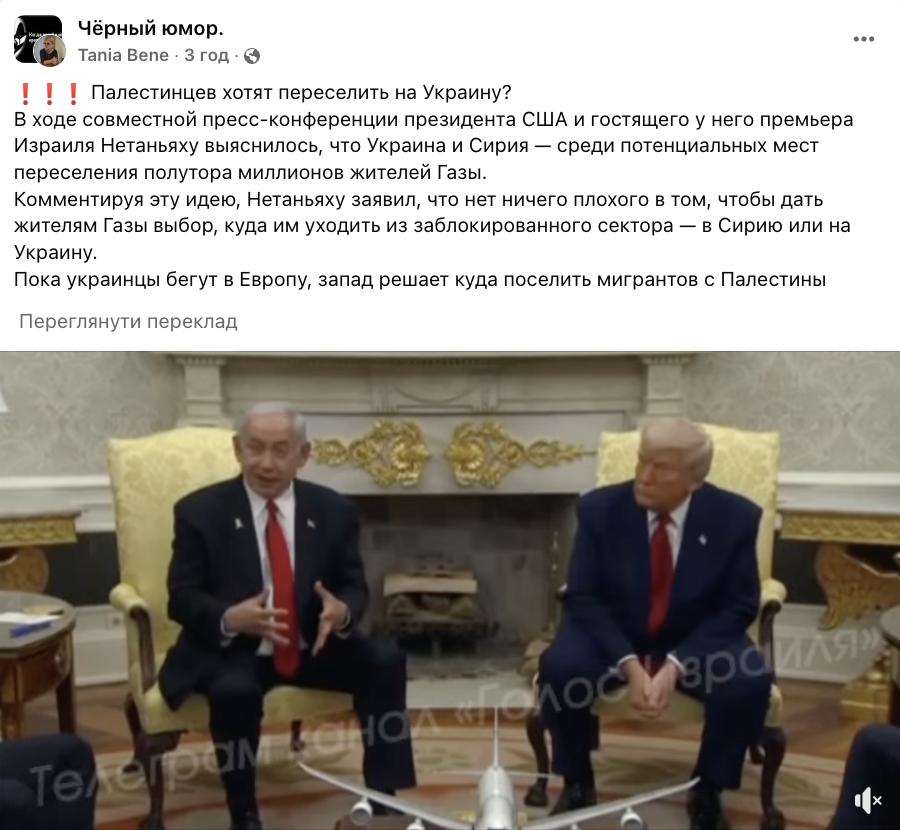 Чёрный юмор.
Tania Bene · 3 год ·
❗❗❗ Палестинцев хотят переселить на Украину?
В ходе совместной пресс-конференции президента США и гостящего у него премьера
Израиля Нетаньяху выяснилось, что Украина и Сирия — среди потенциальных мест
переселения полутора миллионов жителей Газы.
Комментируя эту идею, Нетаньяху заявил, что нет ничего плохого в том, чтобы дать
жителям Газы выбор, куда им уходить из заблокированного сектора — в Сирию или на
Украину.
Пока украинцы бегут в Европу, запад решает куда поселить мигрантов с Палестины
Переглянути переклад
Телеграм канал «Голос Израиля»